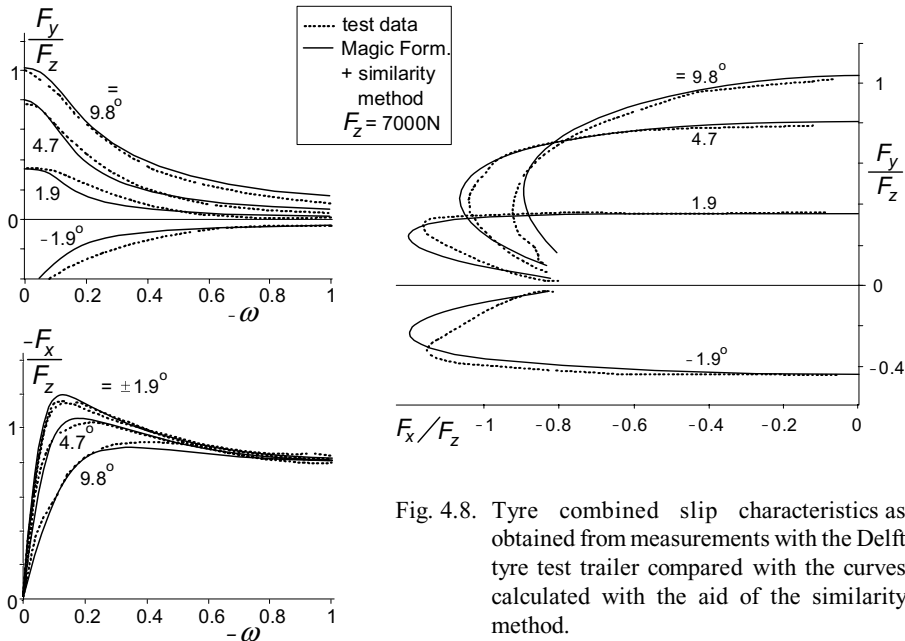 F_y
F_z
1
0
= 9.8°
4.7
1.9
-1.9°
0 0.2 0.4 0.6 0.8 1
-ω
test data
Magic Form.
+ similarity
method
F_z = 7000N
= 9.8°
4.7
1.9
-1.9°
1
F_y
F_z
0
-0.4
F_x / F_z
-1 -0.8 -0.6 -0.4 -0.2 0
-F_x
F_z
1
0
= ±1.9°
4.7°
9.8°
0 0.2 0.4 0.6 0.8 1
-ω
Fig. 4.8. Tyre combined slip characteristics as
obtained from measurements with the Delft
tyre test trailer compared with the curves
calculated with the aid of the similarity
method.